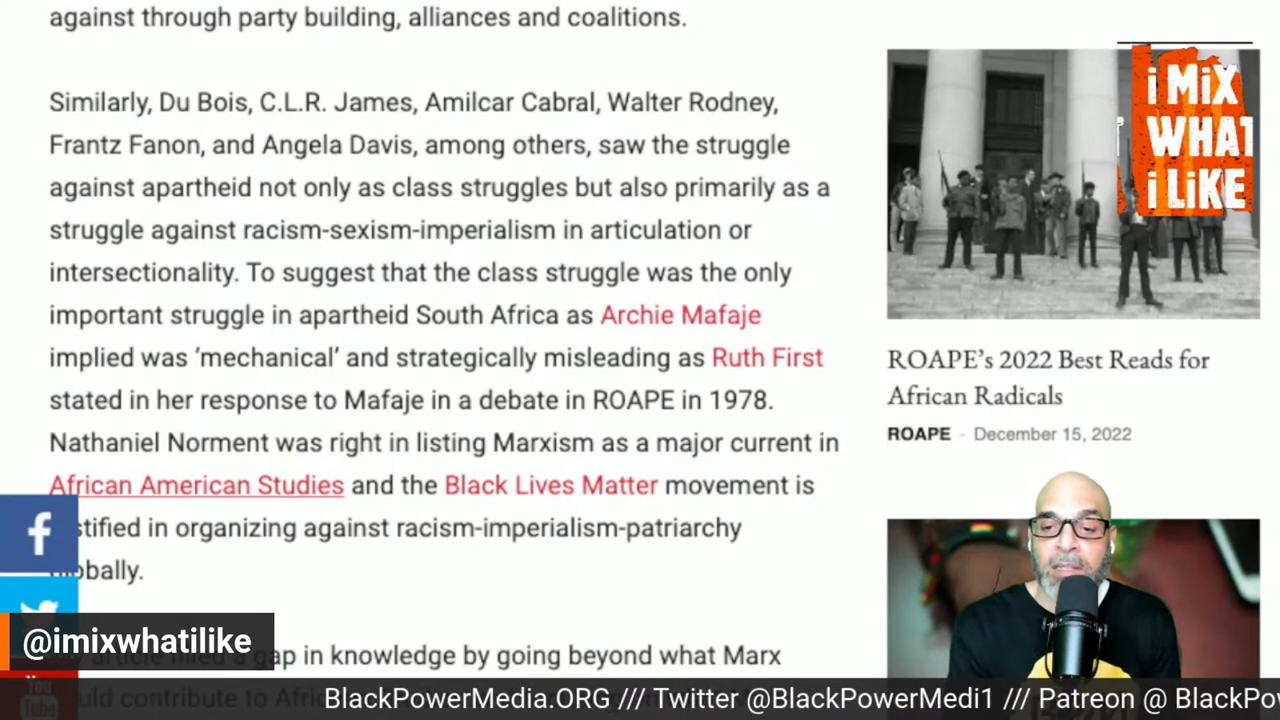 against through party building, alliances and coalitions.
Similarly, Du Bois, C.L.R. James, Amilcar Cabral, Walter Rodney,
Frantz Fanon, and Angela Davis, among others, saw the struggle
against apartheid not only as class struggles but also primarily as a
struggle against racism-sexism-imperialism in articulation or
intersectionality. To suggest that the class struggle was the only
important struggle in apartheid South Africa as Archie Mafaje
implied was ‘mechanical’ and strategically misleading as Ruth First
stated in her response to Mafaje in a debate in ROAPE in 1978.
Nathaniel Norment was right in listing Marxism as a major current in
African American Studies and the Black Lives Matter movement is
in organizing against racism-imperialism-patriarchy
gap in knowledge by going beyond what Marx
contribute to
i MiX
WHAT
i LiKE
ROAPE’s 2022 Best Reads for
African Radicals
ROAPE - December 15, 2022
f
@imixwhatilike
You
Tube
BlackPowerMedia.ORG /// Twitter @BlackPowerMedi1 /// Patreon @ BlackPo